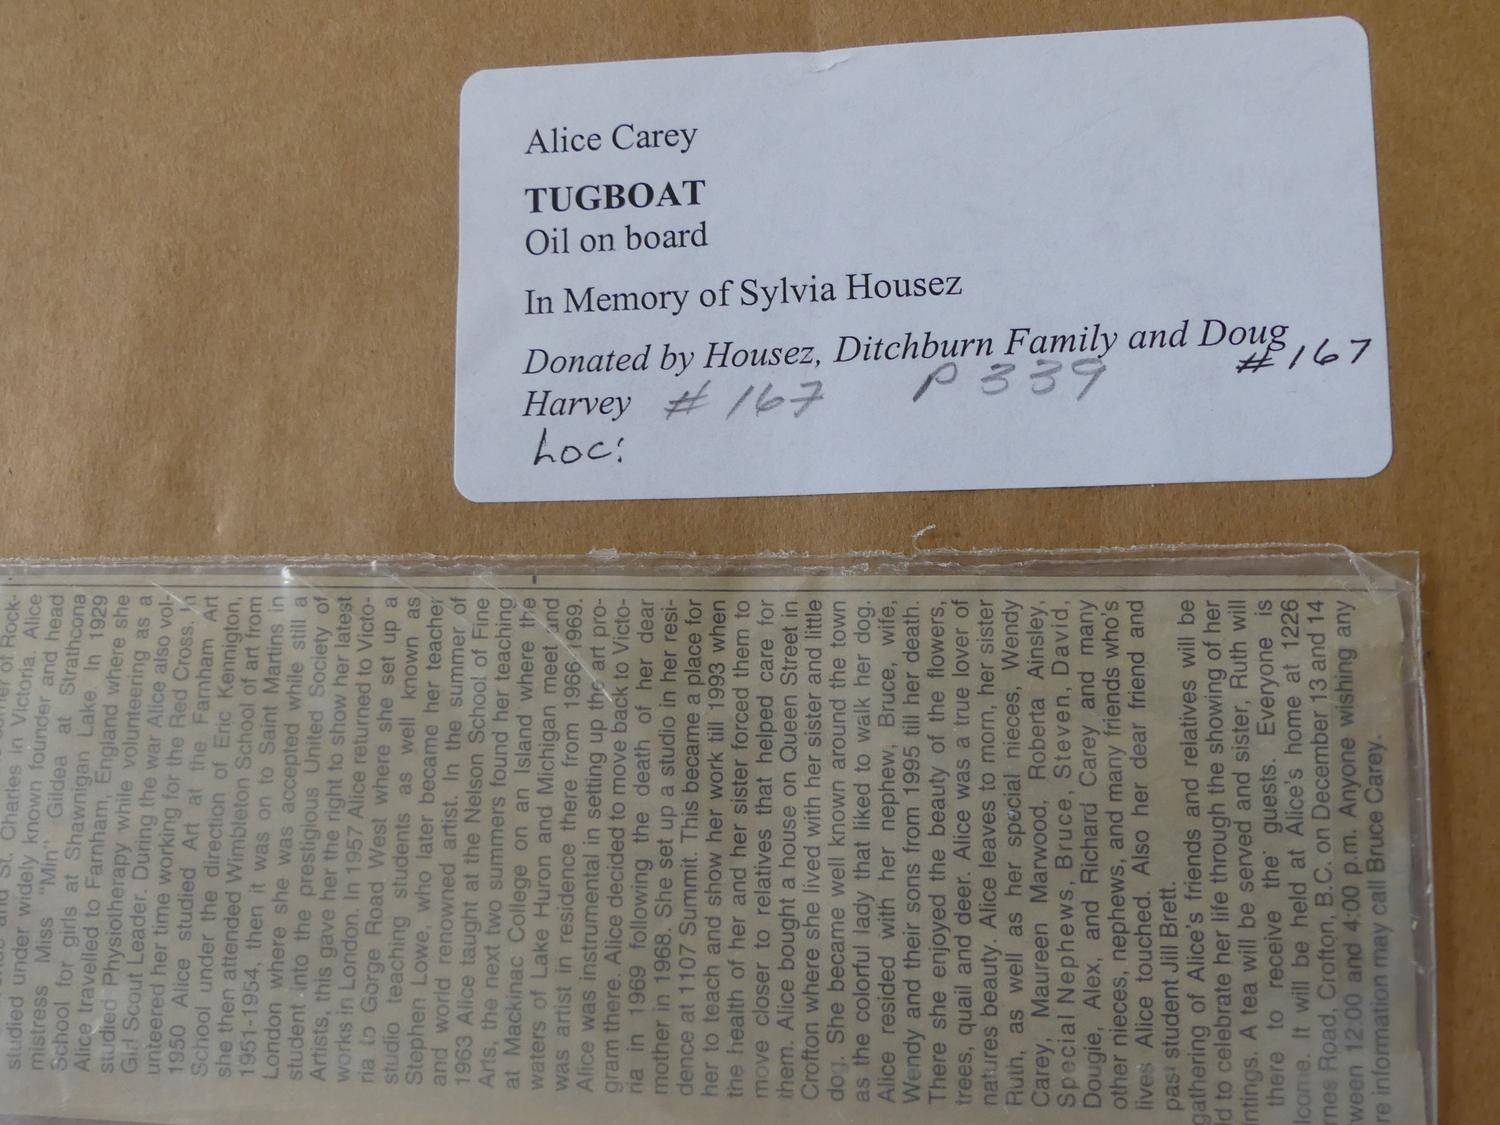 Alice Carey
TUGBOAT
Oil on board
In Memory of Sylvia Housez
Donated by Housez, Ditchburn Family and Doug
#167
Harvey # 167 P 339
Loc:
St. Charles in Victoria. Alice
studied under widely known founder and head
mistress Miss "Min" Gildea at Strathcona
School for girls at Shawnigan Lake. In 1929
Alice travelled to Farnham, England where she
studied Physiotherapy while volunteering as a
Girl Scout Leader. During the war Alice also vol-
unteered her time working for the Red Cross. In
1950 Alice studied Art at the Farnham Art
School under the direction of Eric Kennigton,
she then attended Wimbleton School of art from
1951-1954, then it was on to Saint Martins in
London where she was accepted while still a
student into the prestigious United Society of
Artists, this gave her the right to show her latest
works in London. In 1957 Alice returned to Victo-
ria to Gorge Road West where she set up a
studio teaching students as well known as
Stephen Lowe, who later became her teacher
and world renowned artist. In the summer of
1963 Alice taught at the Nelson School of Fine
Arts, the next two summers found her teaching
at Mackinac College on an Island where the
waters of Lake Huron and Michigan meet and
was artist in residence there from 1966-1969.
Alice was instrumental in setting up the art pro-
gram there. Alice decided to move back to Victo-
ria in 1969 following the death of her dear
mother in 1968. She set up a studio in her resi-
dence at 1107 Summit. This became a place for
her to teach and show her work till 1993 when
the health of her and her sister forced them to
move closer to relatives that helped care for
them. Alice bought a house on Queen Street in
Crofton where she lived with her sister and little
dog. She became well known around the town
as the colorful lady that liked to walk her dog.
Alice resided with her nephew, Bruce, wife,
Wendy and their sons from 1995 till her death.
There she enjoyed the beauty of the flowers,
trees, quail and deer. Alice was a true lover of
natures beauty. Alice leaves to mom, her sister
Ruth, as well as her special nieces, Wendy
Carey, Maureen Marwood, Roberta Ainsley,
Special Nephews, Bruce, Steven, David,
Dougie, Alex, and Richard Carey and many
other nieces, nephews, and many friends who's
lives Alice touched. Also her dear friend and
past student Jill Brett.
gathering of Alice's friends and relatives will be
d to celebrate her life through the showing of her
ntings. A tea will be served and sister, Ruth will
there to receive the guests. Everyone is
lcome. It will be held at Alice's home at 1226
rnes Road, Crofton, B.C. on December 13 and 14
ween 12:00 and 4:00 p.m. Anyone wishing any
re information may call Bruce Carey.